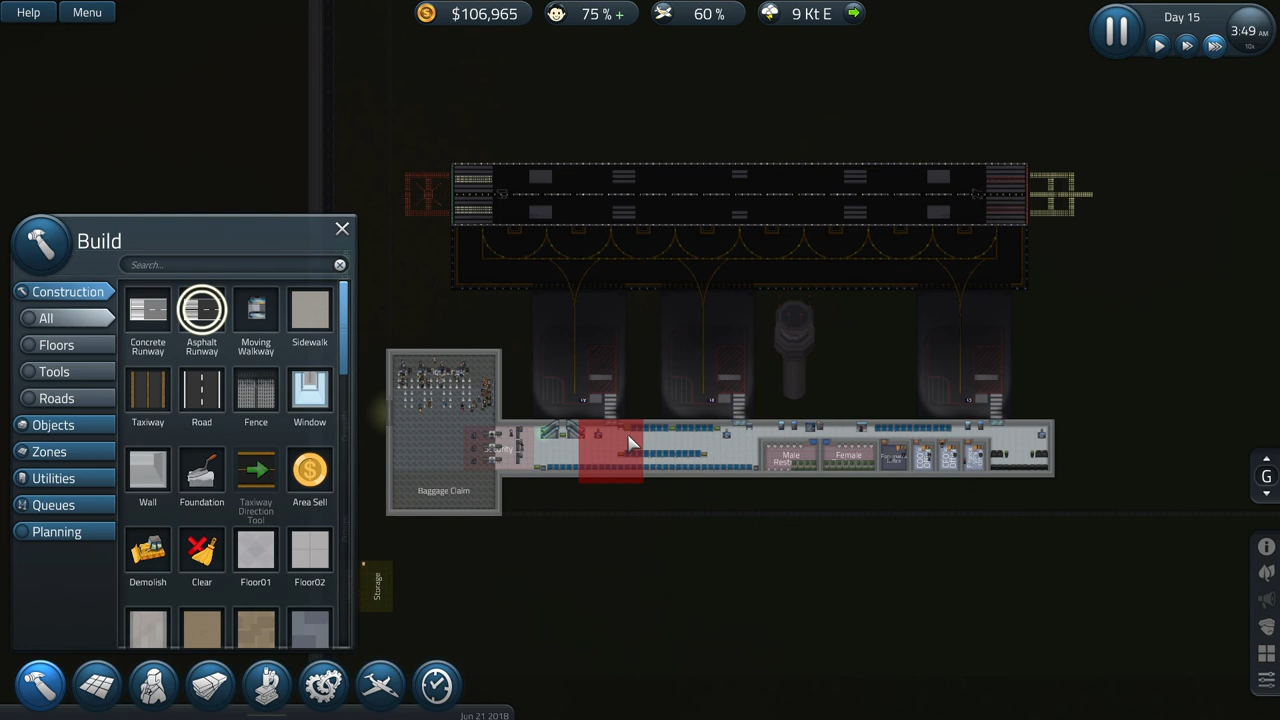 Help
Menu
$106,965
75 % +
60 %
9 Kt E
Day 15
3:49 AM
10x
Build
Search...
Construction
All
Floors
Tools
Roads
Objects
Zones
Utilities
Queues
Planning
Concrete Runway
Asphalt Runway
Moving Walkway
Sidewalk
Taxiway
Road
Fence
Window
Wall
Foundation
Taxiway Direction Tool
Area Sell
Demolish
Clear
Floor01
Floor02
Security
Baggage Claim
Storage
Male
Female
G
Jun 21 2018